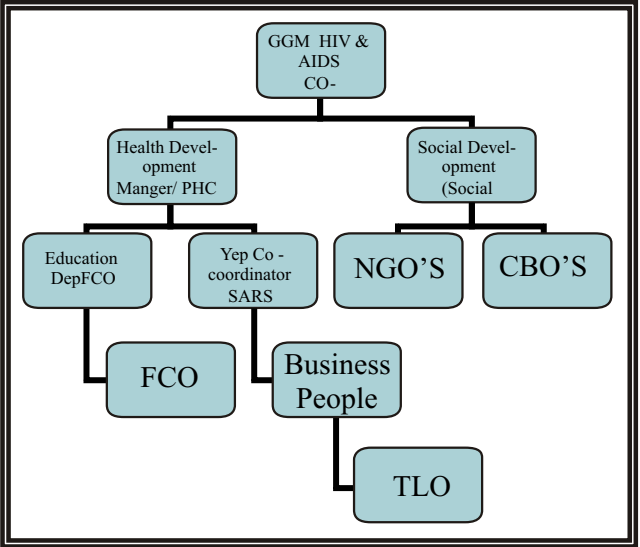 GGM HIV &
AIDS
CO-
Health Devel-
opment
Manger/ PHC
Social Devel-
opment
(Social
Education
DepFCO
Yep Co -
coordinator
SARS
NGO’S
CBO’S
FCO
Business
People
TLO